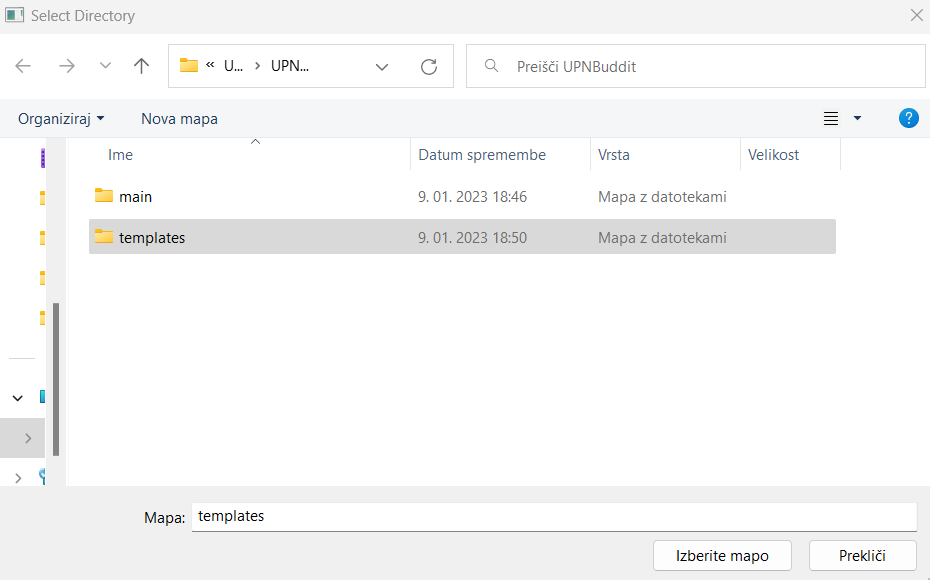 Select Directory
« U... › UPN...
Preišči UPNBuddit
Organiziraj
Nova mapa
?
Ime
Datum spremembe
Vrsta
Velikost
main
9. 01. 2023 18:46
Mapa z datotekami
templates
9. 01. 2023 18:50
Mapa z datotekami
Mapa: templates
Izberite mapo
Prekliči